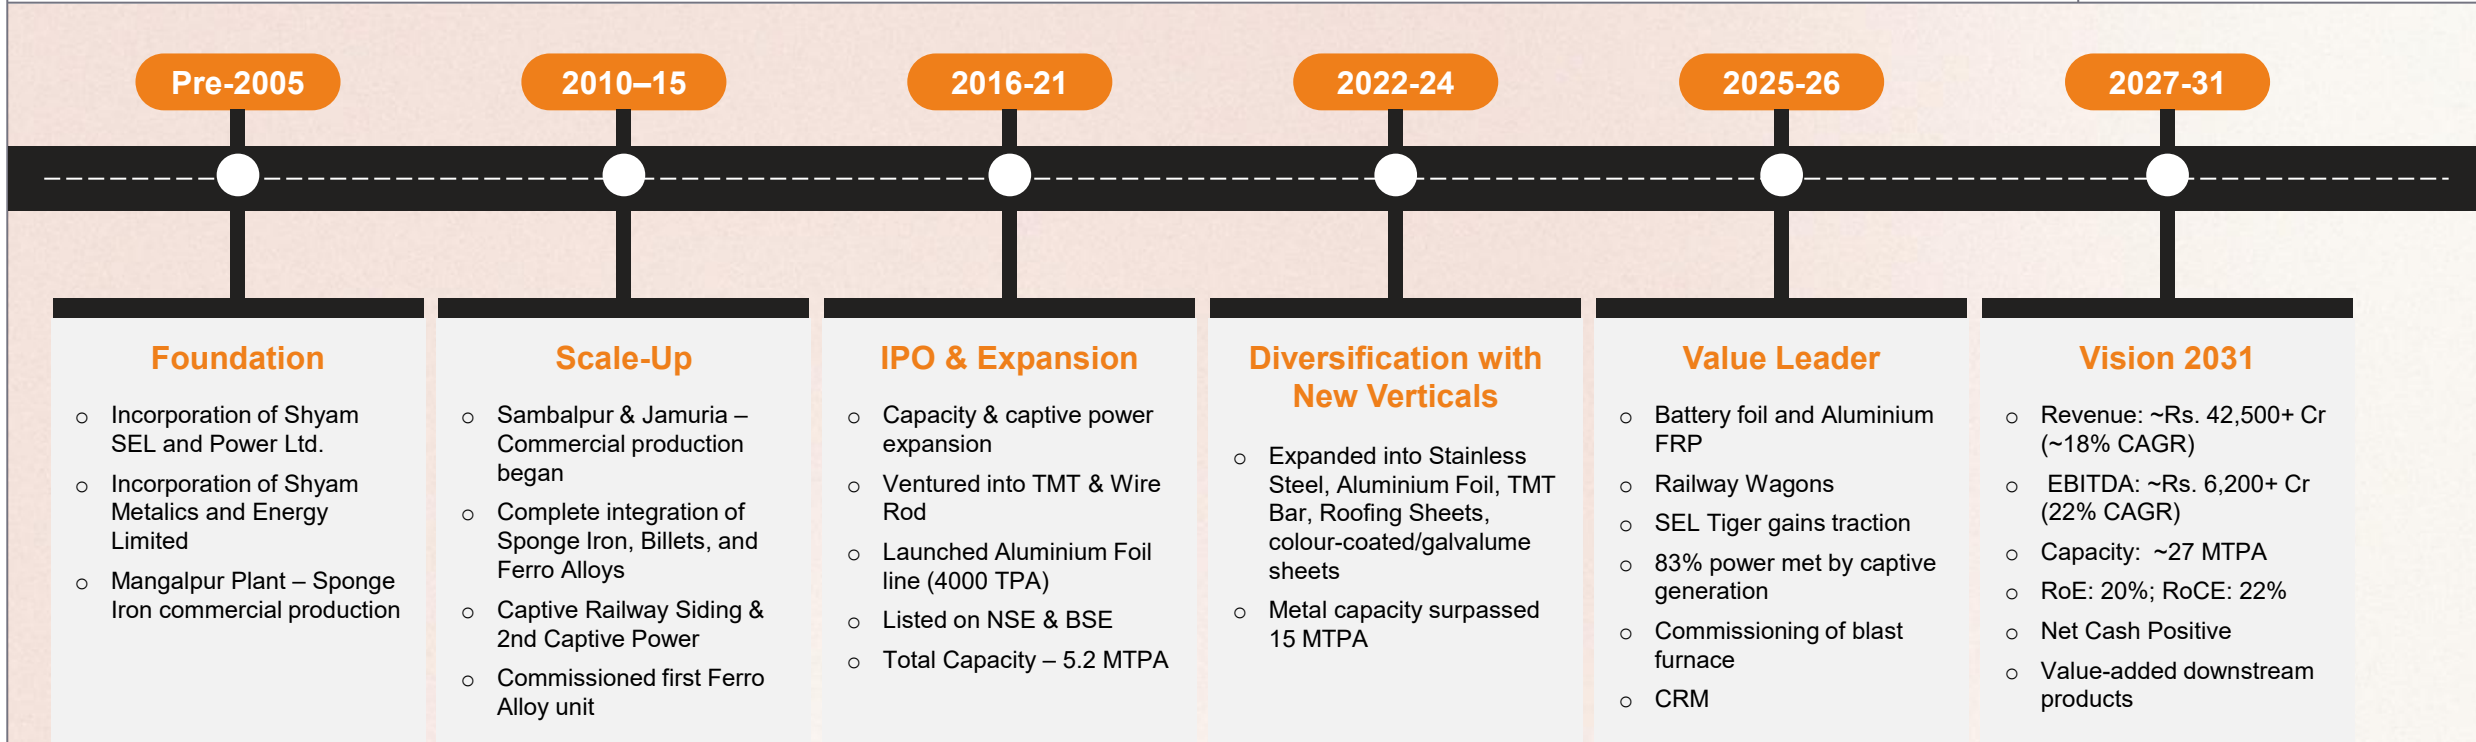 Pre-2005
2010–15
2016-21
2022-24
2025-26
2027-31
Foundation
o Incorporation of Shyam
SEL and Power Ltd.
o Incorporation of Shyam
Metalics and Energy
Limited
o Mangalpur Plant – Sponge
Iron commercial production
Scale-Up
o Sambalpur & Jamuria –
Commercial production
began
o Complete integration of
Sponge Iron, Billets, and
Ferro Alloys
o Captive Railway Siding &
2nd Captive Power
o Commissioned first Ferro
Alloy unit
IPO & Expansion
o Capacity & captive power
expansion
o Ventured into TMT & Wire
Rod
o Launched Aluminium Foil
line (4000 TPA)
o Listed on NSE & BSE
o Total Capacity – 5.2 MTPA
Diversification with
New Verticals
o Expanded into Stainless
Steel, Aluminium Foil, TMT
Bar, Roofing Sheets,
colour-coated/galvalume
sheets
o Metal capacity surpassed
15 MTPA
Value Leader
o Battery foil and Aluminium
FRP
o Railway Wagons
o SEL Tiger gains traction
o 83% power met by captive
generation
o Commissioning of blast
furnace
o CRM
Vision 2031
o Revenue: ~Rs. 42,500+ Cr
(~18% CAGR)
o EBITDA: ~Rs. 6,200+ Cr
(22% CAGR)
o Capacity: ~27 MTPA
o RoE: 20%; RoCE: 22%
o Net Cash Positive
o Value-added downstream
products